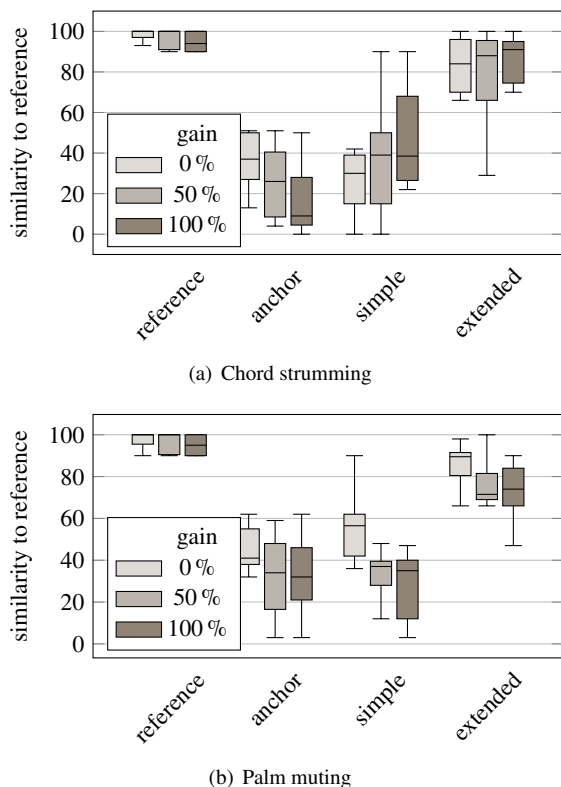 100
80
60
40
20
0
similarity to reference
gain
0 %
50 %
100 %
reference
anchor
simple
extended
(a) Chord strumming
100
80
60
40
20
0
similarity to reference
gain
0 %
50 %
100 %
reference
anchor
simple
extended
(b) Palm muting